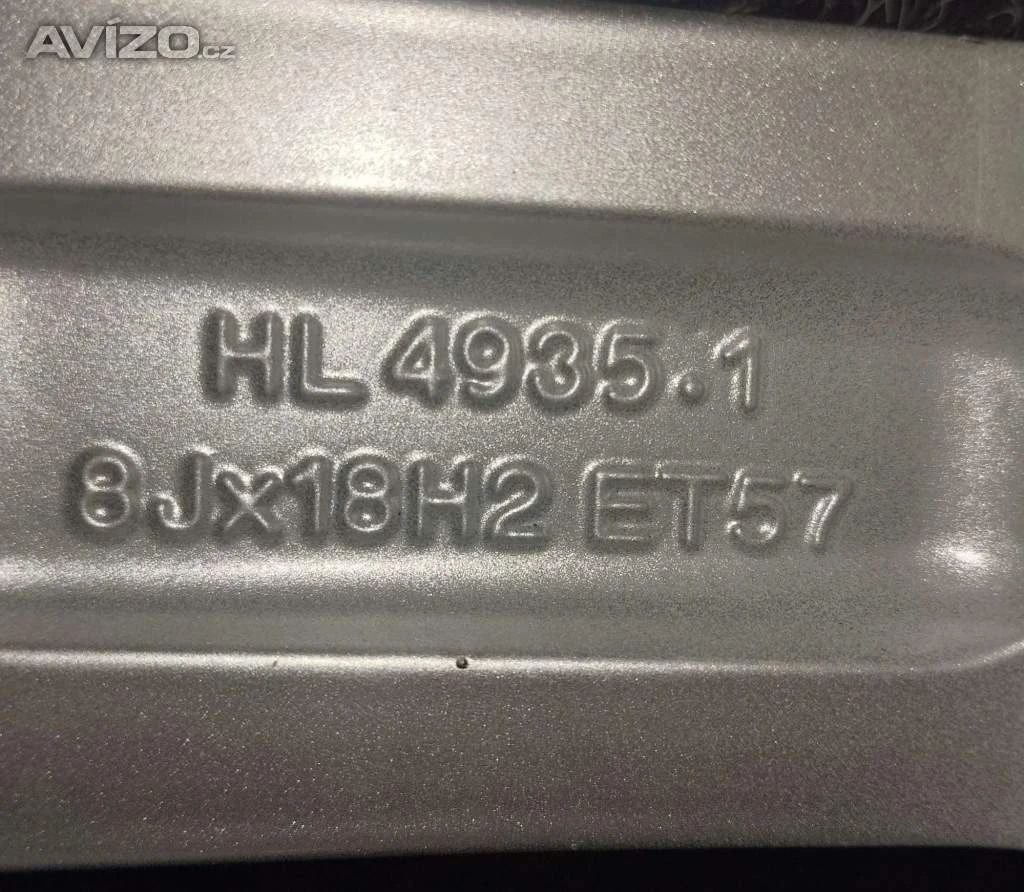 AVÍZO.cz
HL 4935.1
8Jx18H2 ET57